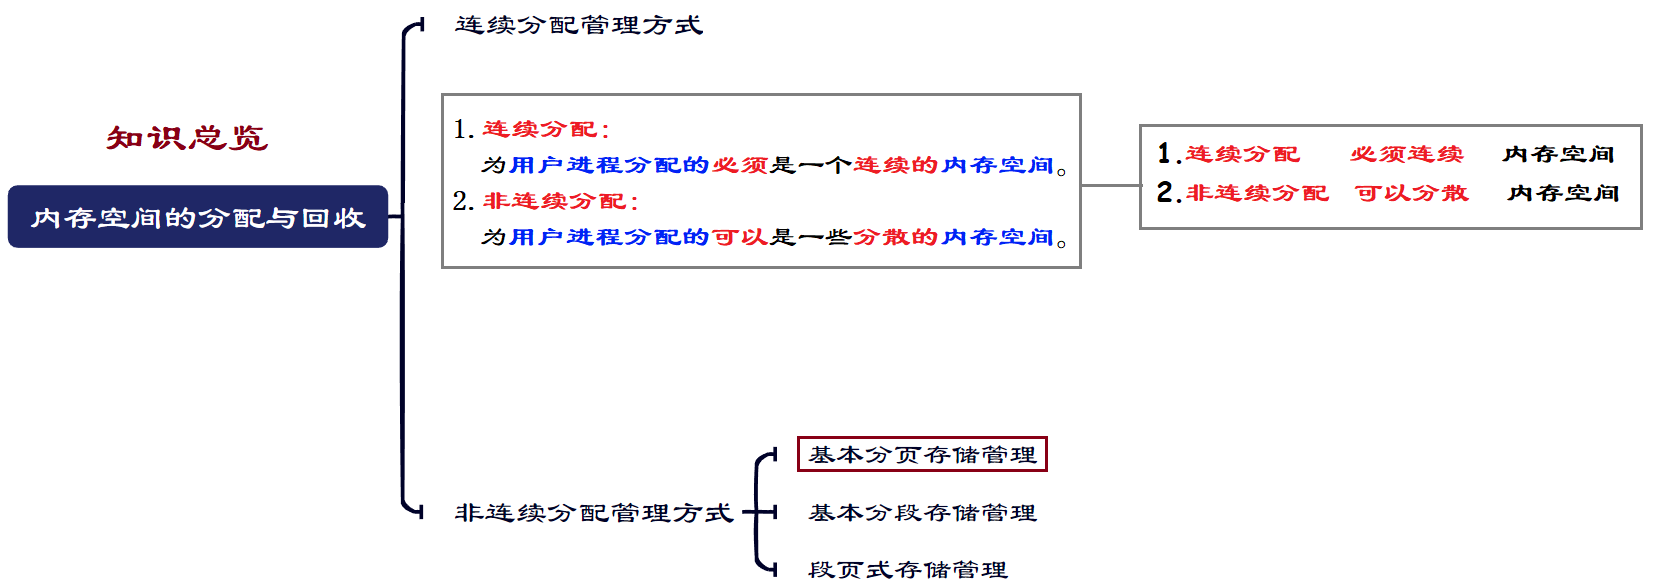 知识总览
内存空间的分配与回收
连续分配管理方式
1.连续分配：
为用户进程分配的必须是一个连续的内存空间。
2.非连续分配：
为用户进程分配的可以是一些分散的内存空间。
1.连续分配 必须连续 内存空间
2.非连续分配 可以分散 内存空间
非连续分配管理方式
基本分页存储管理
基本分段存储管理
段页式存储管理